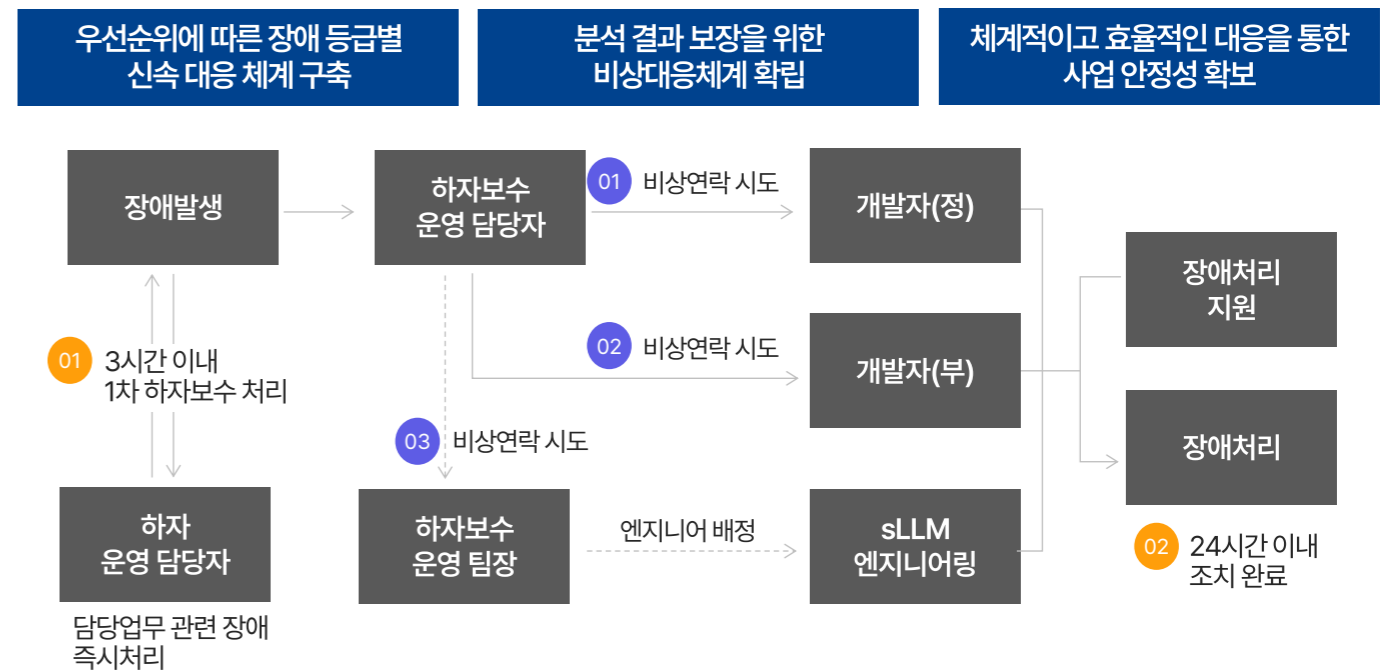 우선순위에 따른 장애 등급별
신속 대응 체계 구축
분석 결과 보장을 위한
비상대응체계 확립
체계적이고 효율적인 대응을 통한
사업 안정성 확보
장애발생
하자보수
운영 담당자
01 비상연락 시도
개발자(정)
장애처리
지원
01 3시간 이내
1차 하자보수 처리
02 비상연락 시도
개발자(부)
03 비상연락 시도
장애처리
하자
운영 담당자
하자보수
운영 팀장
엔지니어 배정
sLLM
엔지니어링
02 24시간 이내
조치 완료
담당업무 관련 장애
즉시처리